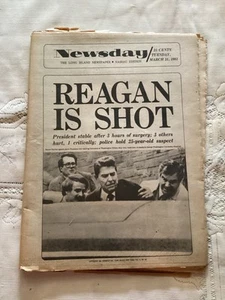 Newsday
25 CENTS
TUESDAY,
MARCH 31, 1981
THE LONG ISLAND NEWSPAPER • NASSAU EDITION
REAGAN
IS SHOT
President stable after 3 hours of surgery; 3 others
hurt, 1 critically; police hold 25-year-old suspect